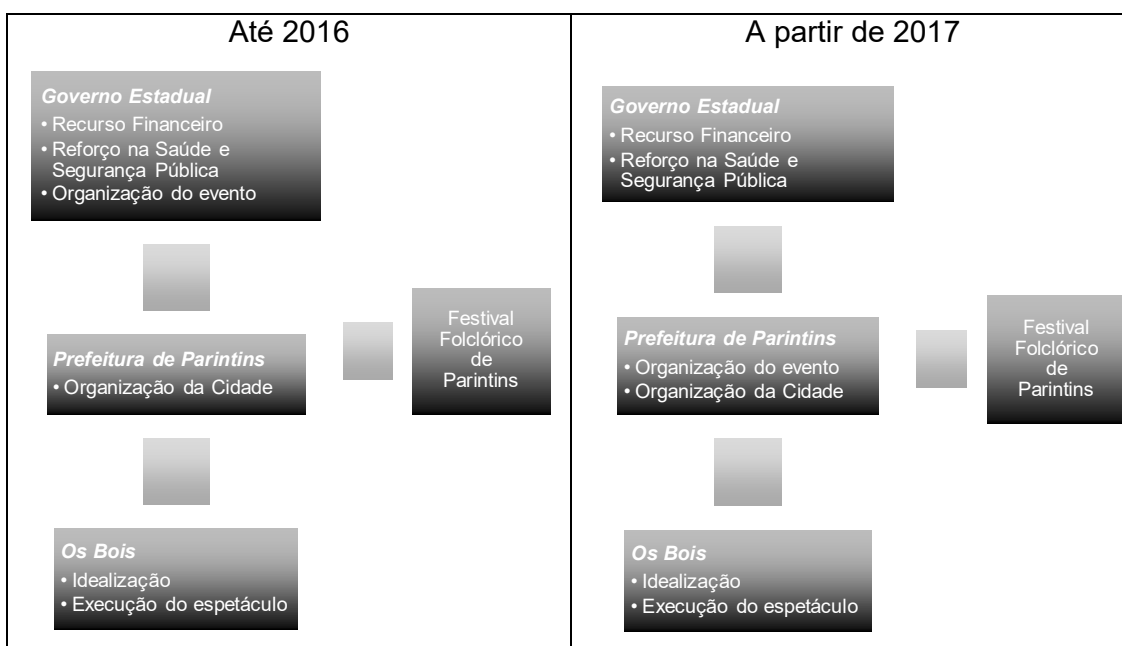 Até 2016
Governo Estadual
• Recurso Financeiro
• Reforço na Saúde e
Segurança Pública
• Organização do evento
Prefeitura de Parintins
• Organização da Cidade
Festival
Folclórico
de
Parintins
Os Bois
• Idealização
• Execução do espetáculo
A partir de 2017
Governo Estadual
• Recurso Financeiro
• Reforço na Saúde e
Segurança Pública
Prefeitura de Parintins
• Organização do evento
• Organização da Cidade
Festival
Folclórico
de
Parintins
Os Bois
• Idealização
• Execução do espetáculo